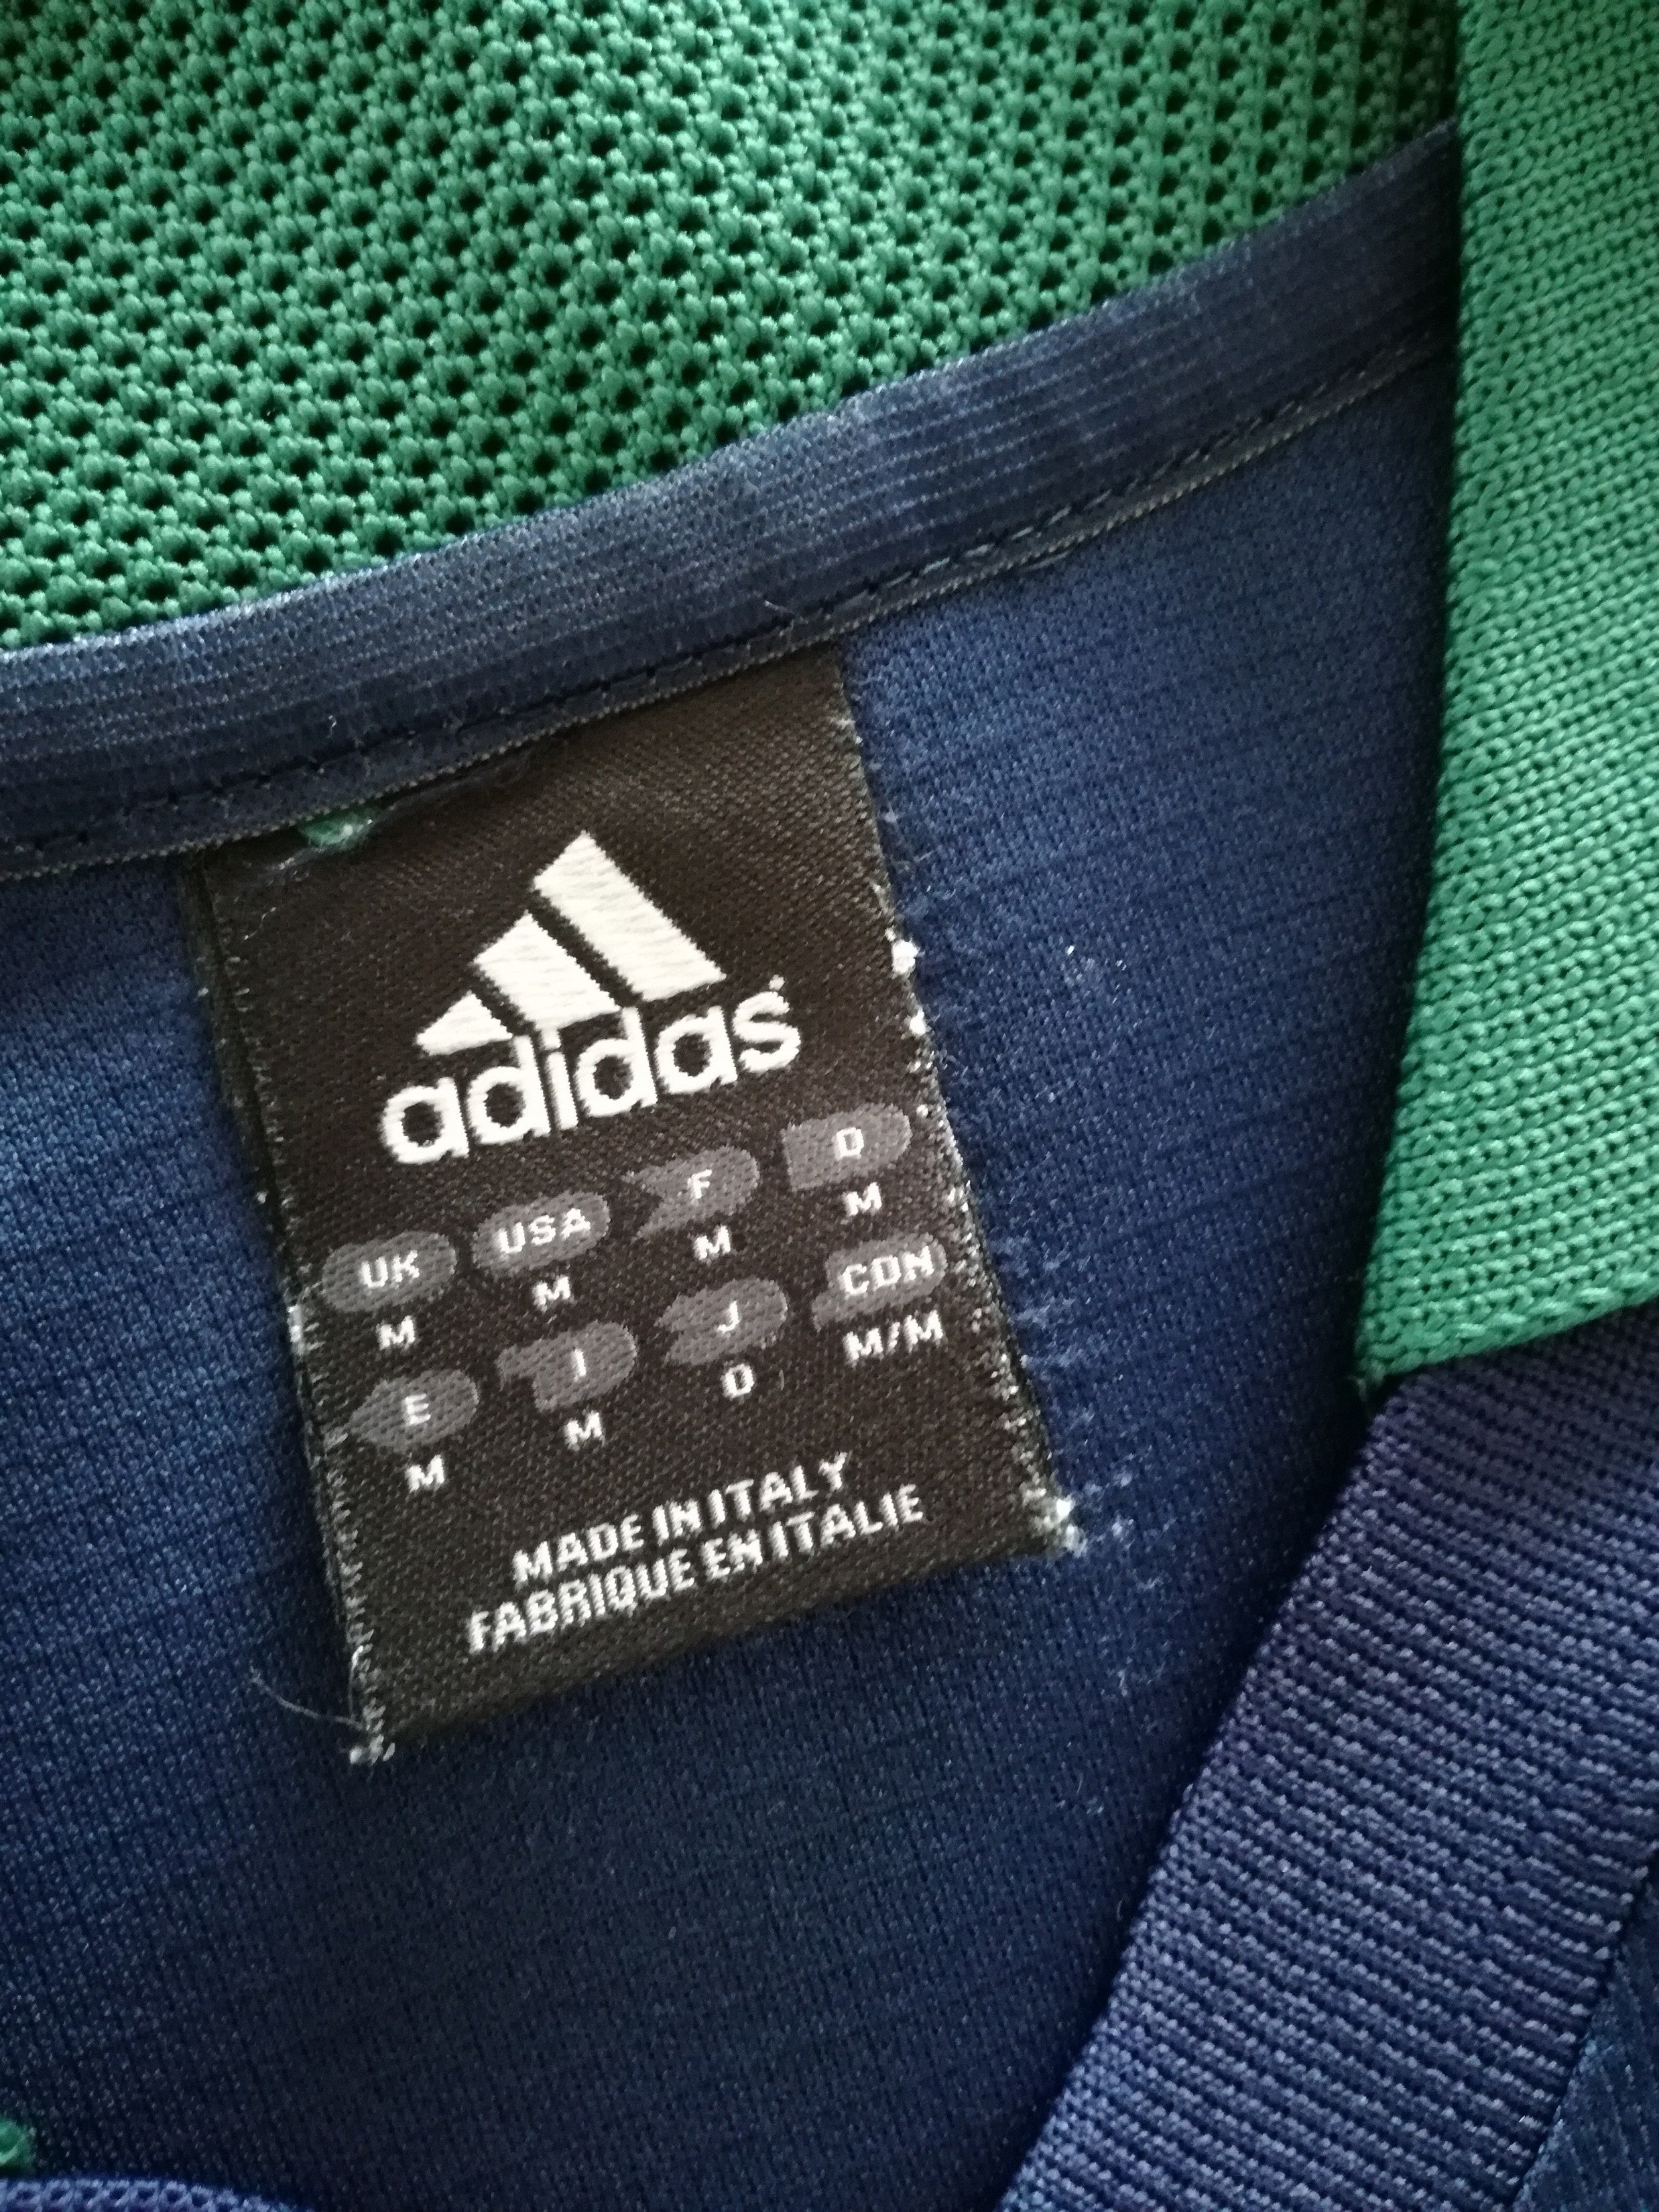 adidas
UK USA F D
M M M M
E I J CDN
M M O M/M
MADE IN ITALY
FABRIQUE EN ITALIE